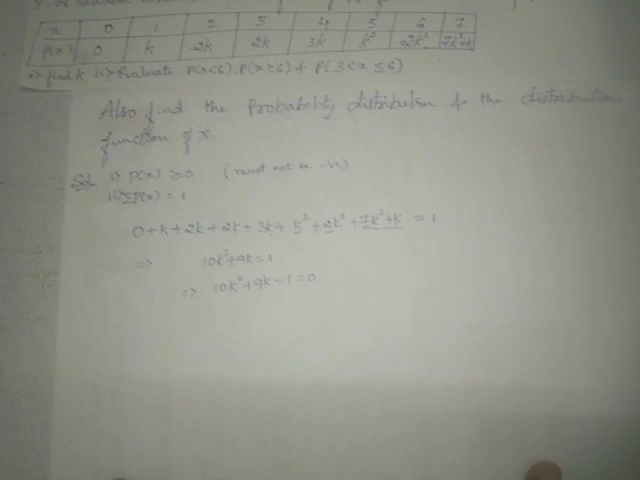 x 0 1 2 3 4 5 6 7
P(x) 0 k 2k 2k 3k k² 2k² 7k²+k
i) find k ii) Evaluate P(x<6), P(x≥6) & P(3<x≤6)
Also find the Probability distribution & the distribution
function of x.
Sol i) P(x) ≥ 0 (must not be -ve)
ii) ΣP(x) = 1
0+k+2k+2k+3k+k²+2k²+7k²+k = 1
=> 10k²+9k=1
=> 10k²+9k-1=0